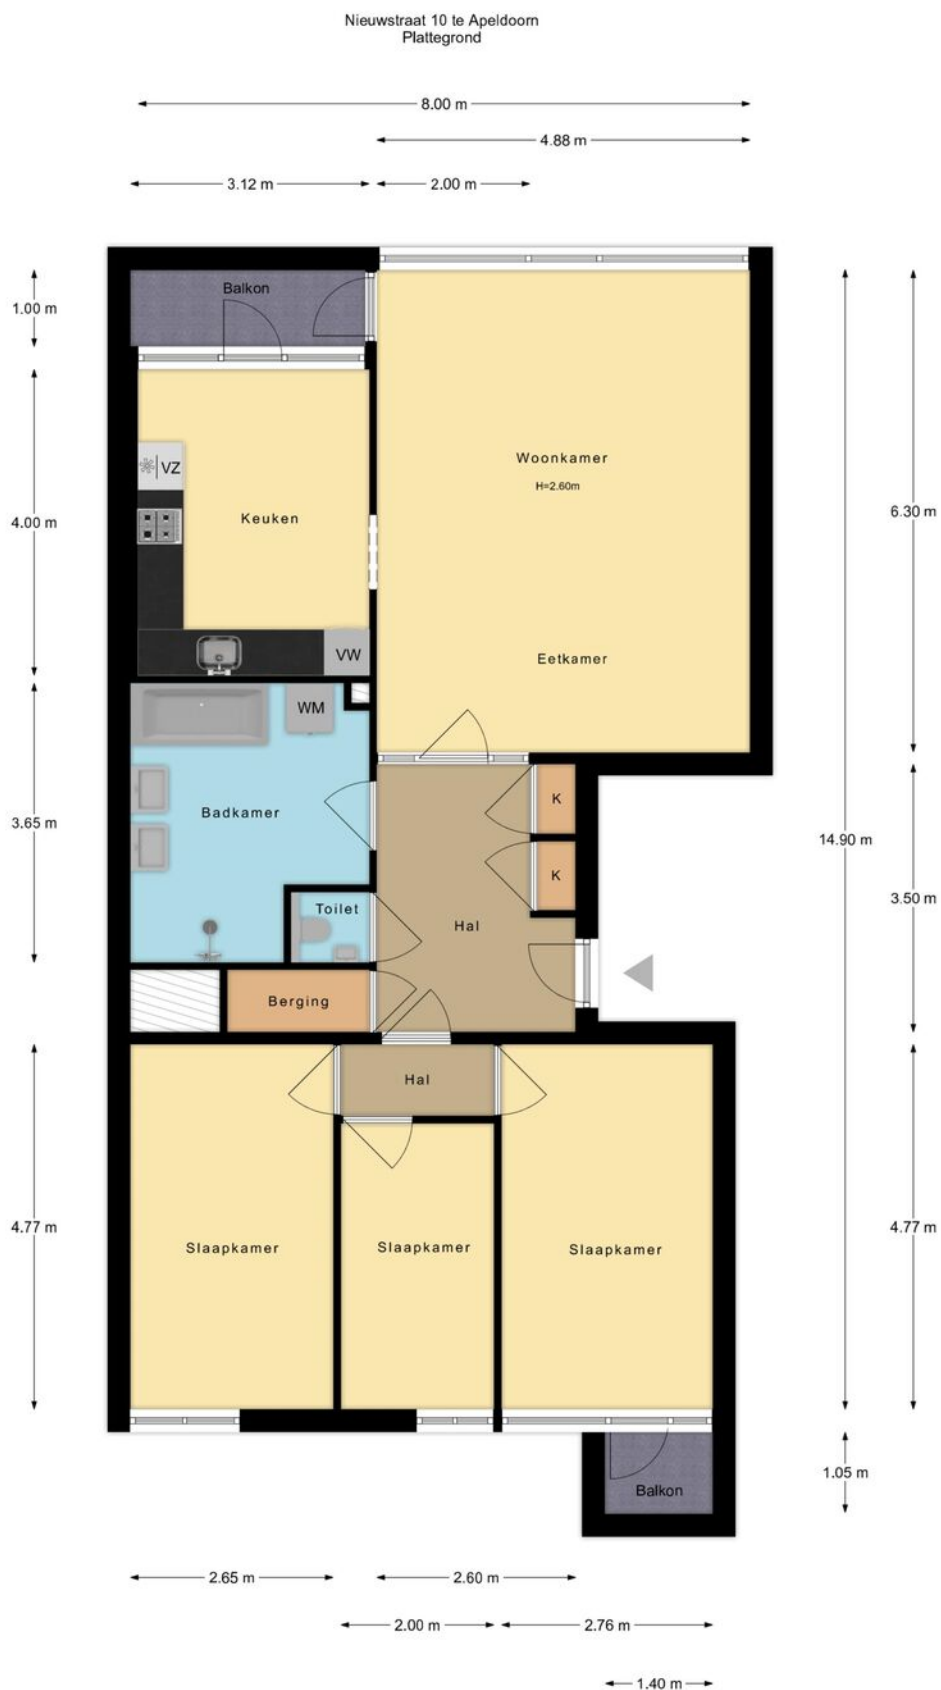 Nieuwstraat 10 te Apeldoorn
Plattegrond
8.00 m
4.88 m
3.12 m
2.00 m
Balkon
1.00 m
Woonkamer
H=2.60m
VZ
Keuken
4.00 m
6.30 m
VW
Eetkamer
WM
K
Badkamer
3.65 m
14.90 m
K
3.50 m
Toilet
Hal
Berging
Hal
4.77 m
Slaapkamer
Slaapkamer
Slaapkamer
4.77 m
1.05 m
Balkon
2.65 m
2.60 m
2.00 m
2.76 m
1.40 m